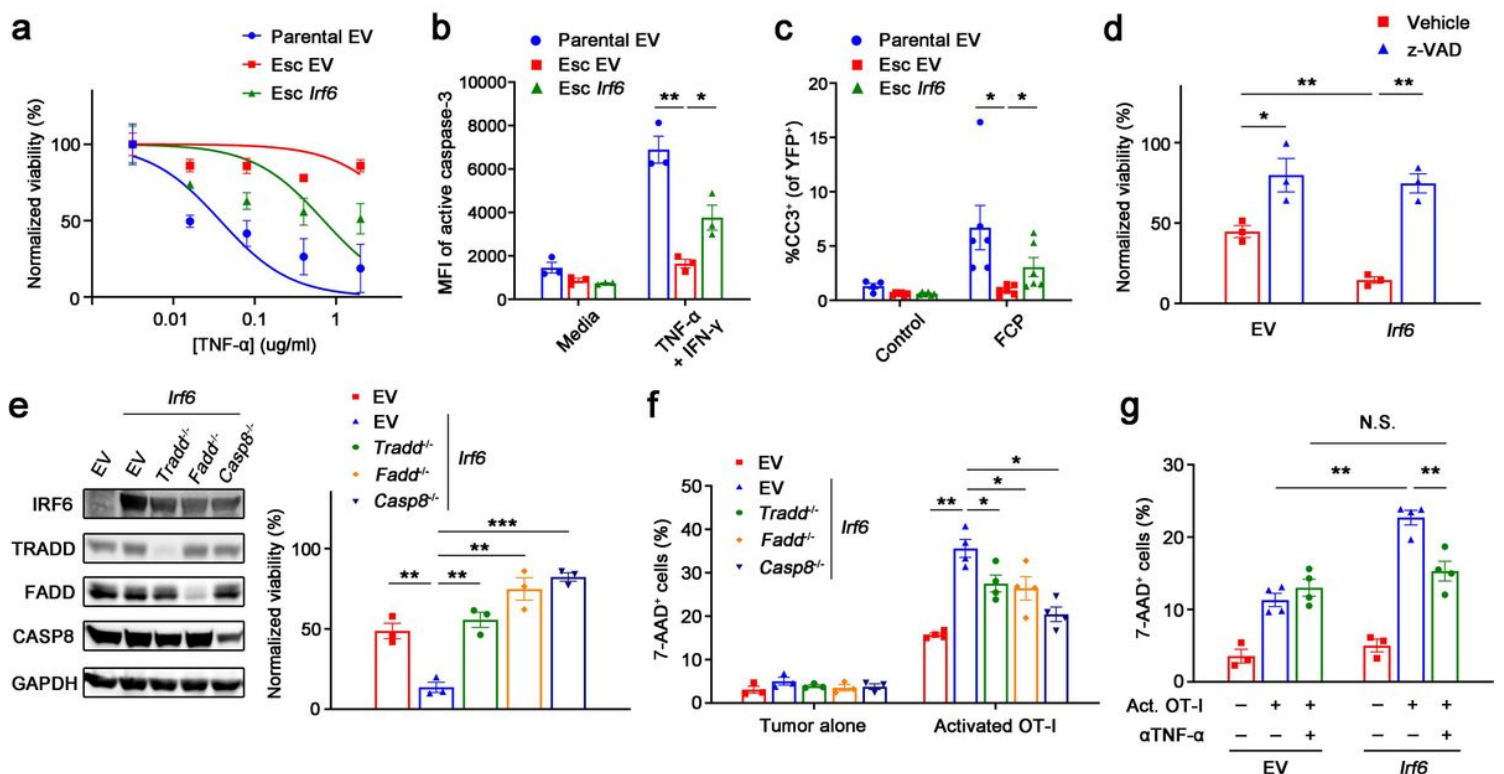 a
Parental EV
Esc EV
Esc Irf6
Normalized viability (%)
100
50
0
0.01
0.1
1
[TNF-α] (ug/ml)
b
Parental EV
Esc EV
Esc Irf6
MFI of active caspase-3
10000
8000
6000
4000
2000
0
** *
Media
TNF-α
+ IFN-γ
c
Parental EV
Esc EV
Esc Irf6
%CC3+ (of YFP+)
20
15
10
5
0
* *
Control
FCP
d
Vehicle
z-VAD
Normalized viability (%)
100
50
0
**
*
**
EV
Irf6
e
Irf6
EV
EV
Tradd-/-
Fadd-/-
Casp8-/-
IRF6
TRADD
FADD
CASP8
GAPDH
EV
EV
Tradd-/-
Fadd-/-
Casp8-/-
Irf6
Normalized viability (%)
100
50
0
***
**
** **
f
EV
EV
Tradd-/-
Fadd-/-
Casp8-/-
Irf6
7-AAD+ cells (%)
50
40
30
20
10
0
*
*
** *
Tumor alone
Activated OT-I
g
7-AAD+ cells (%)
30
20
10
0
N.S.
**
**
Act. OT-I – + + – + +
αTNF-α + +
EV
Irf6